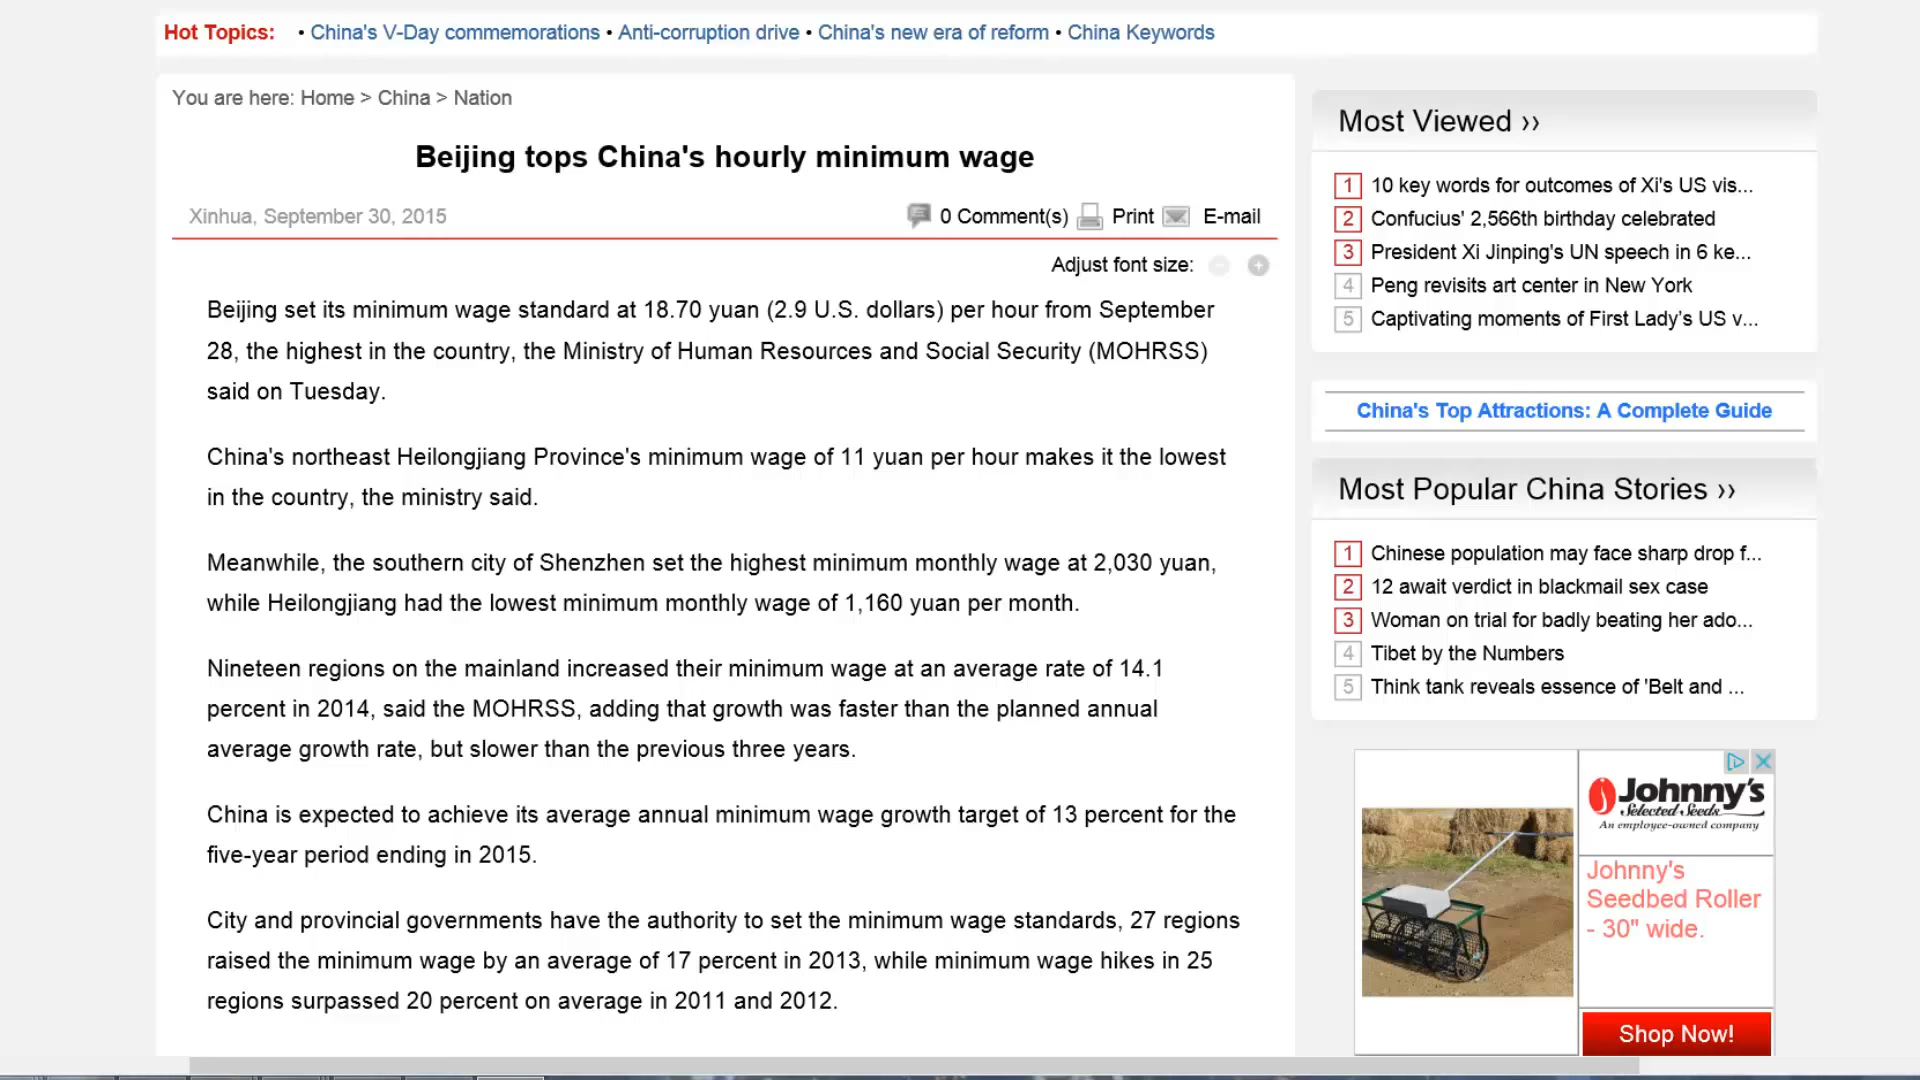 Hot Topics: • China's V-Day commemorations • Anti-corruption drive • China's new era of reform • China Keywords
You are here: Home > China > Nation
Beijing tops China's hourly minimum wage
Xinhua, September 30, 2015
0 Comment(s) Print E-mail
Adjust font size: - +
Beijing set its minimum wage standard at 18.70 yuan (2.9 U.S. dollars) per hour from September
28, the highest in the country, the Ministry of Human Resources and Social Security (MOHRSS)
said on Tuesday.
China's northeast Heilongjiang Province's minimum wage of 11 yuan per hour makes it the lowest
in the country, the ministry said.
Meanwhile, the southern city of Shenzhen set the highest minimum monthly wage at 2,030 yuan,
while Heilongjiang had the lowest minimum monthly wage of 1,160 yuan per month.
Nineteen regions on the mainland increased their minimum wage at an average rate of 14.1
percent in 2014, said the MOHRSS, adding that growth was faster than the planned annual
average growth rate, but slower than the previous three years.
China is expected to achieve its average annual minimum wage growth target of 13 percent for the
five-year period ending in 2015.
City and provincial governments have the authority to set the minimum wage standards, 27 regions
raised the minimum wage by an average of 17 percent in 2013, while minimum wage hikes in 25
regions surpassed 20 percent on average in 2011 and 2012.
Most Viewed ››
1 10 key words for outcomes of Xi's US vis...
2 Confucius' 2,566th birthday celebrated
3 President Xi Jinping's UN speech in 6 ke...
4 Peng revisits art center in New York
5 Captivating moments of First Lady's US v...
China's Top Attractions: A Complete Guide
Most Popular China Stories ››
1 Chinese population may face sharp drop f...
2 12 await verdict in blackmail sex case
3 Woman on trial for badly beating her ado...
4 Tibet by the Numbers
5 Think tank reveals essence of 'Belt and ...
Johnny's
Selected Seeds
An employee-owned company
Johnny's
Seedbed Roller
- 30" wide.
Shop Now!